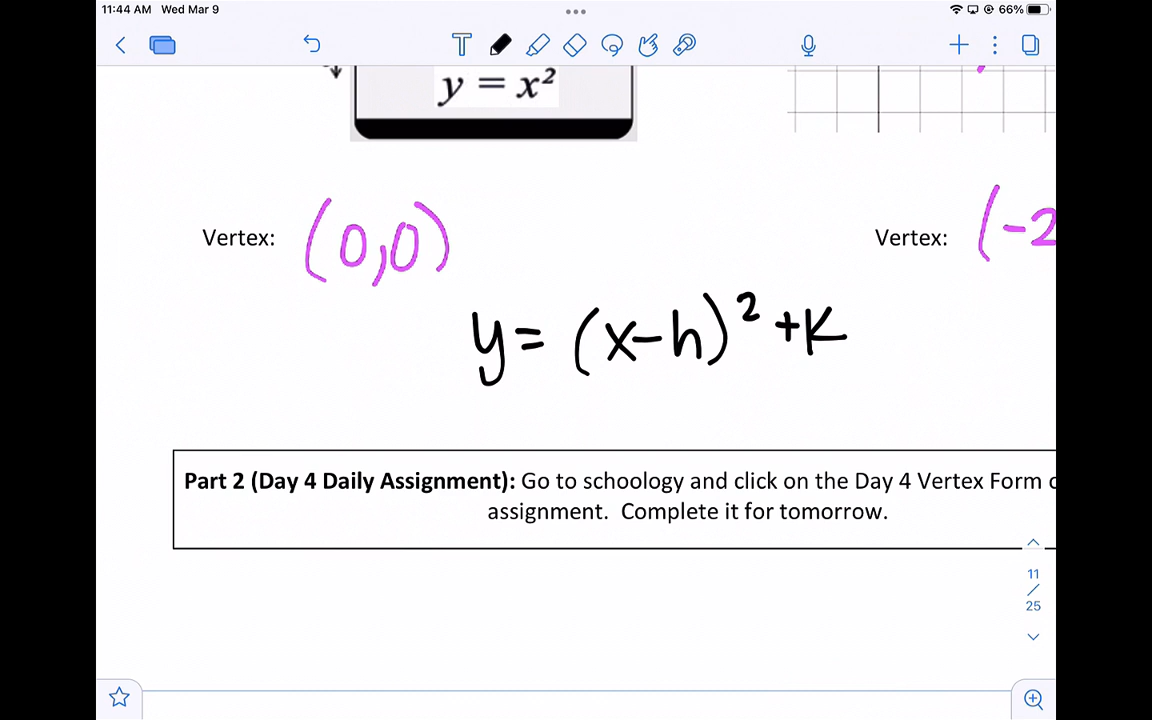 11:44 AM Wed Mar 9
66%
T
y = x²
Vertex: (0,0)
Vertex: (-2
y = (x-h)² + K
Part 2 (Day 4 Daily Assignment): Go to schoology and click on the Day 4 Vertex Form
assignment. Complete it for tomorrow.
11
/
25